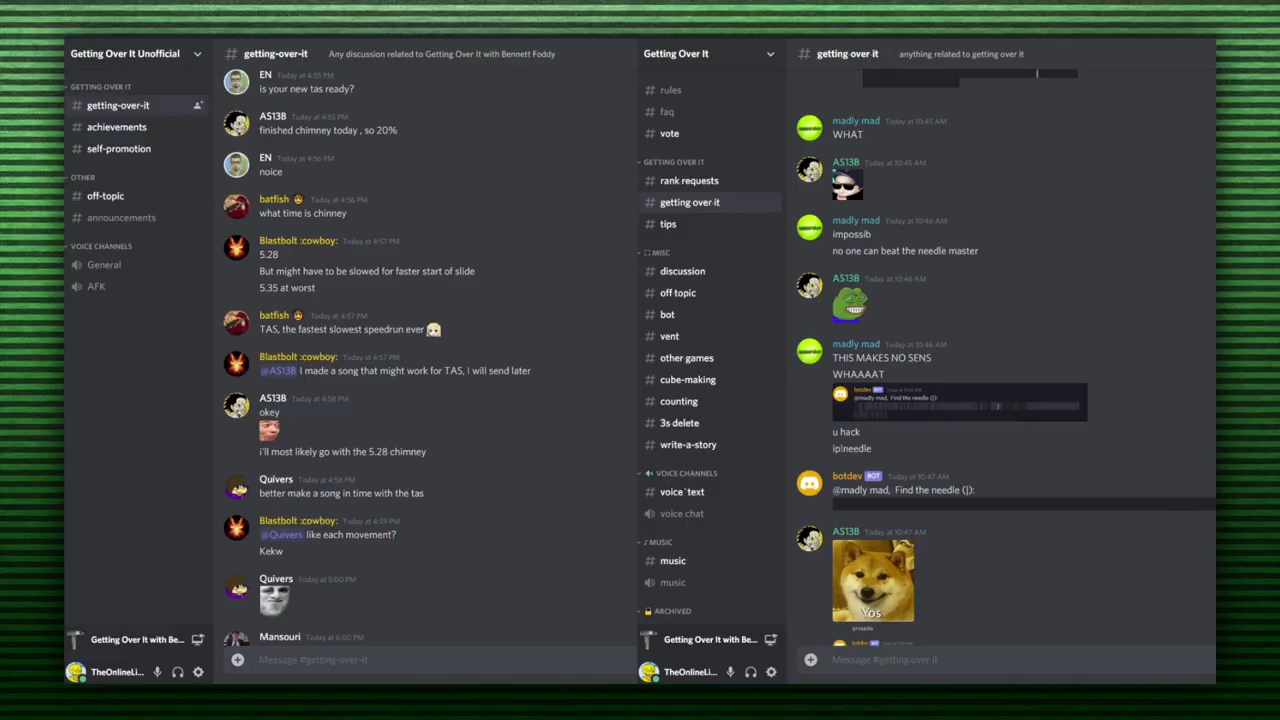 Getting Over It Unofficial
GETTING OVER IT
# getting-over-it
# achievements
# self-promotion
OTHER
# off-topic
# announcements
VOICE CHANNELS
General
AFK
Getting Over It with Be...
TheOnlineLi...
# getting-over-it Any discussion related to Getting Over It with Bennett Foddy
EN Today at 4:55 PM
is your new tas ready?
AS13B Today at 4:55 PM
finished chimney today , so 20%
EN Today at 4:56 PM
noice
batfish Today at 4:56 PM
what time is chinney
Blastbolt :cowboy: Today at 4:57 PM
5.28
But might have to be slowed for faster start of slide
5.35 at worst
batfish Today at 4:57 PM
TAS, the fastest slowest speedrun ever
Blastbolt :cowboy: Today at 4:57 PM
@AS13B I made a song that might work for TAS, I will send later
AS13B Today at 4:58 PM
okey
i'll most likely go with the 5.28 chimney
Quivers Today at 4:58 PM
better make a song in time with the tas
Blastbolt :cowboy: Today at 4:59 PM
@Quivers like each movement?
Kekw
Quivers Today at 5:00 PM
Mansouri Today at 6:00 PM
Message #getting-over-it
Getting Over It
# rules
# faq
# vote
GETTING OVER IT
# rank requests
# getting over it
# tips
MISC
# discussion
# off topic
# bot
# vent
# other games
# cube-making
# counting
# 3s delete
# write-a-story
VOICE CHANNELS
# voice˙text
voice chat
MUSIC
# music
music
ARCHIVED
Getting Over It with Be...
TheOnlineLi...
# getting over it anything related to getting over it
madly mad Today at 10:45 AM
WHAT
AS13B Today at 10:45 AM
madly mad Today at 10:46 AM
impossib
no one can beat the needle master
AS13B Today at 10:46 AM
madly mad Today at 10:46 AM
THIS MAKES NO SENS
WHAAAAT
botdev BOT
@madly mad, Find the needle (|):
u hack
ip!needle
botdev BOT Today at 10:47 AM
@madly mad, Find the needle (|):
AS13B Today at 10:47 AM
Yos
Message #getting over it